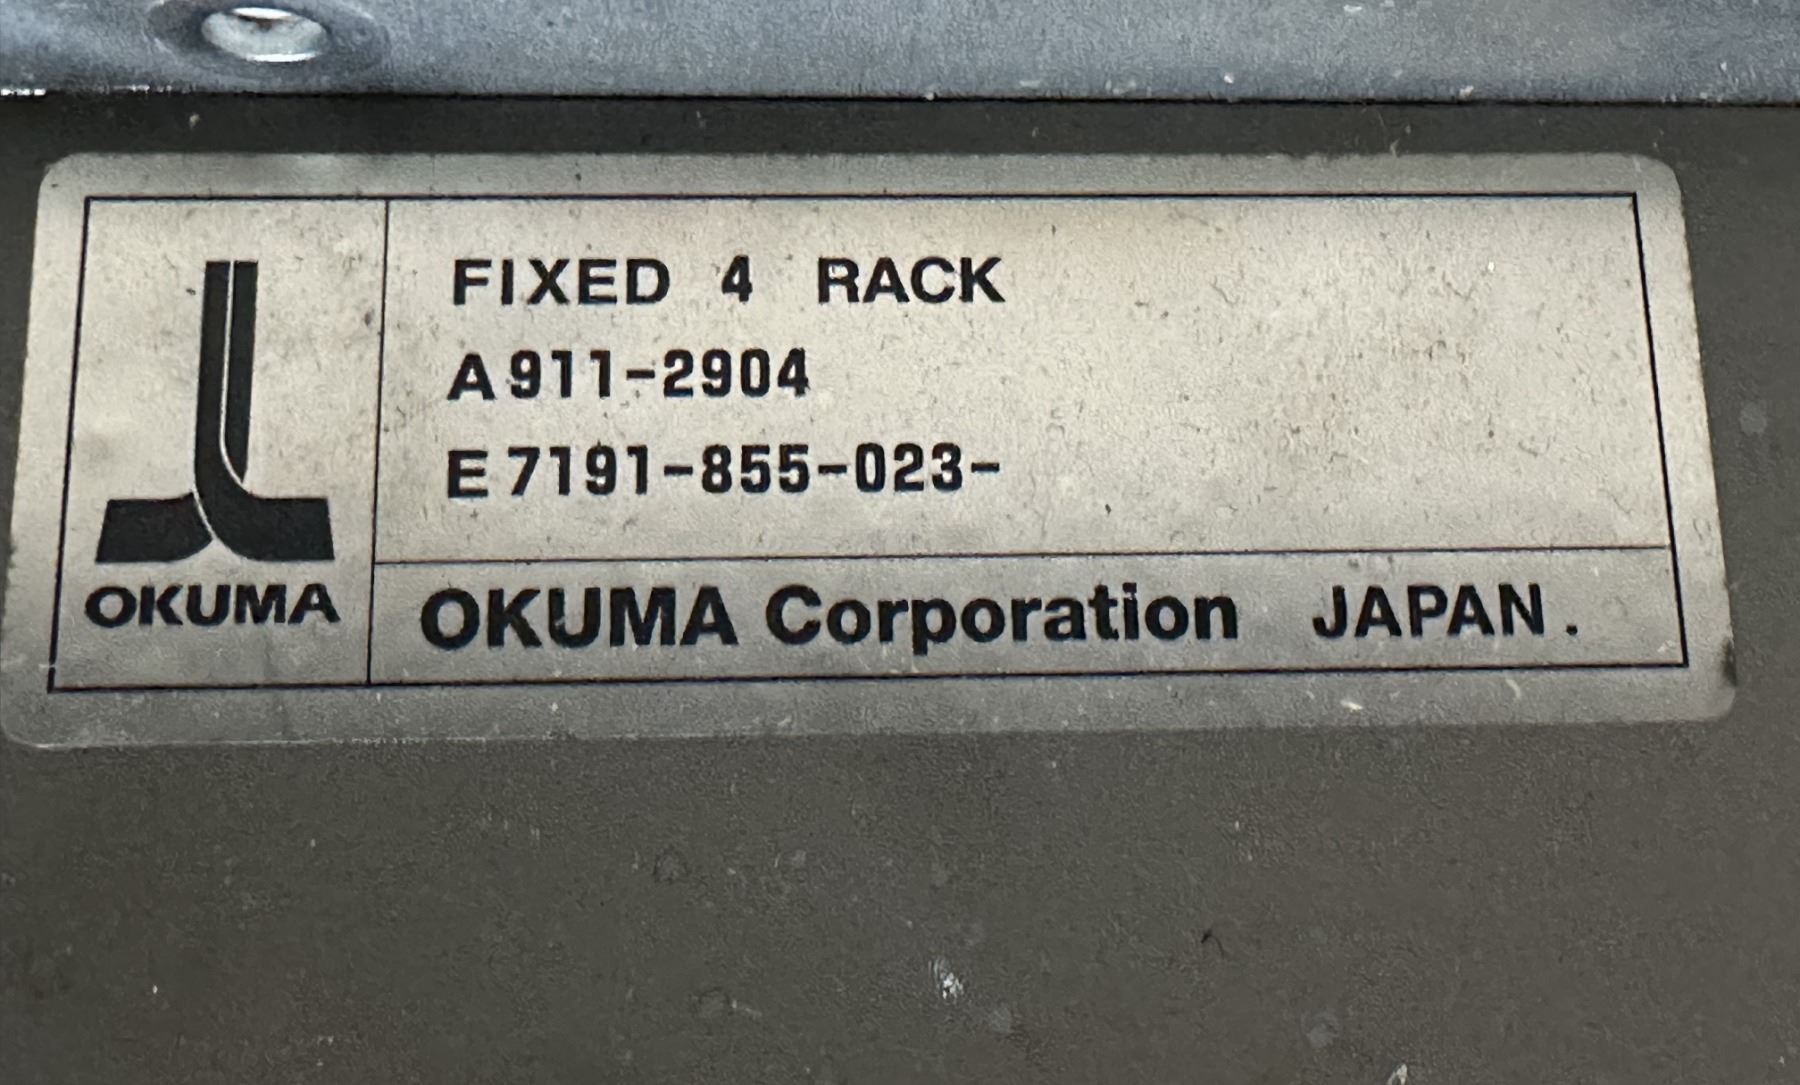 FIXED 4 RACK
A911-2904
E7191-855-023-
OKUMA
OKUMA Corporation JAPAN.